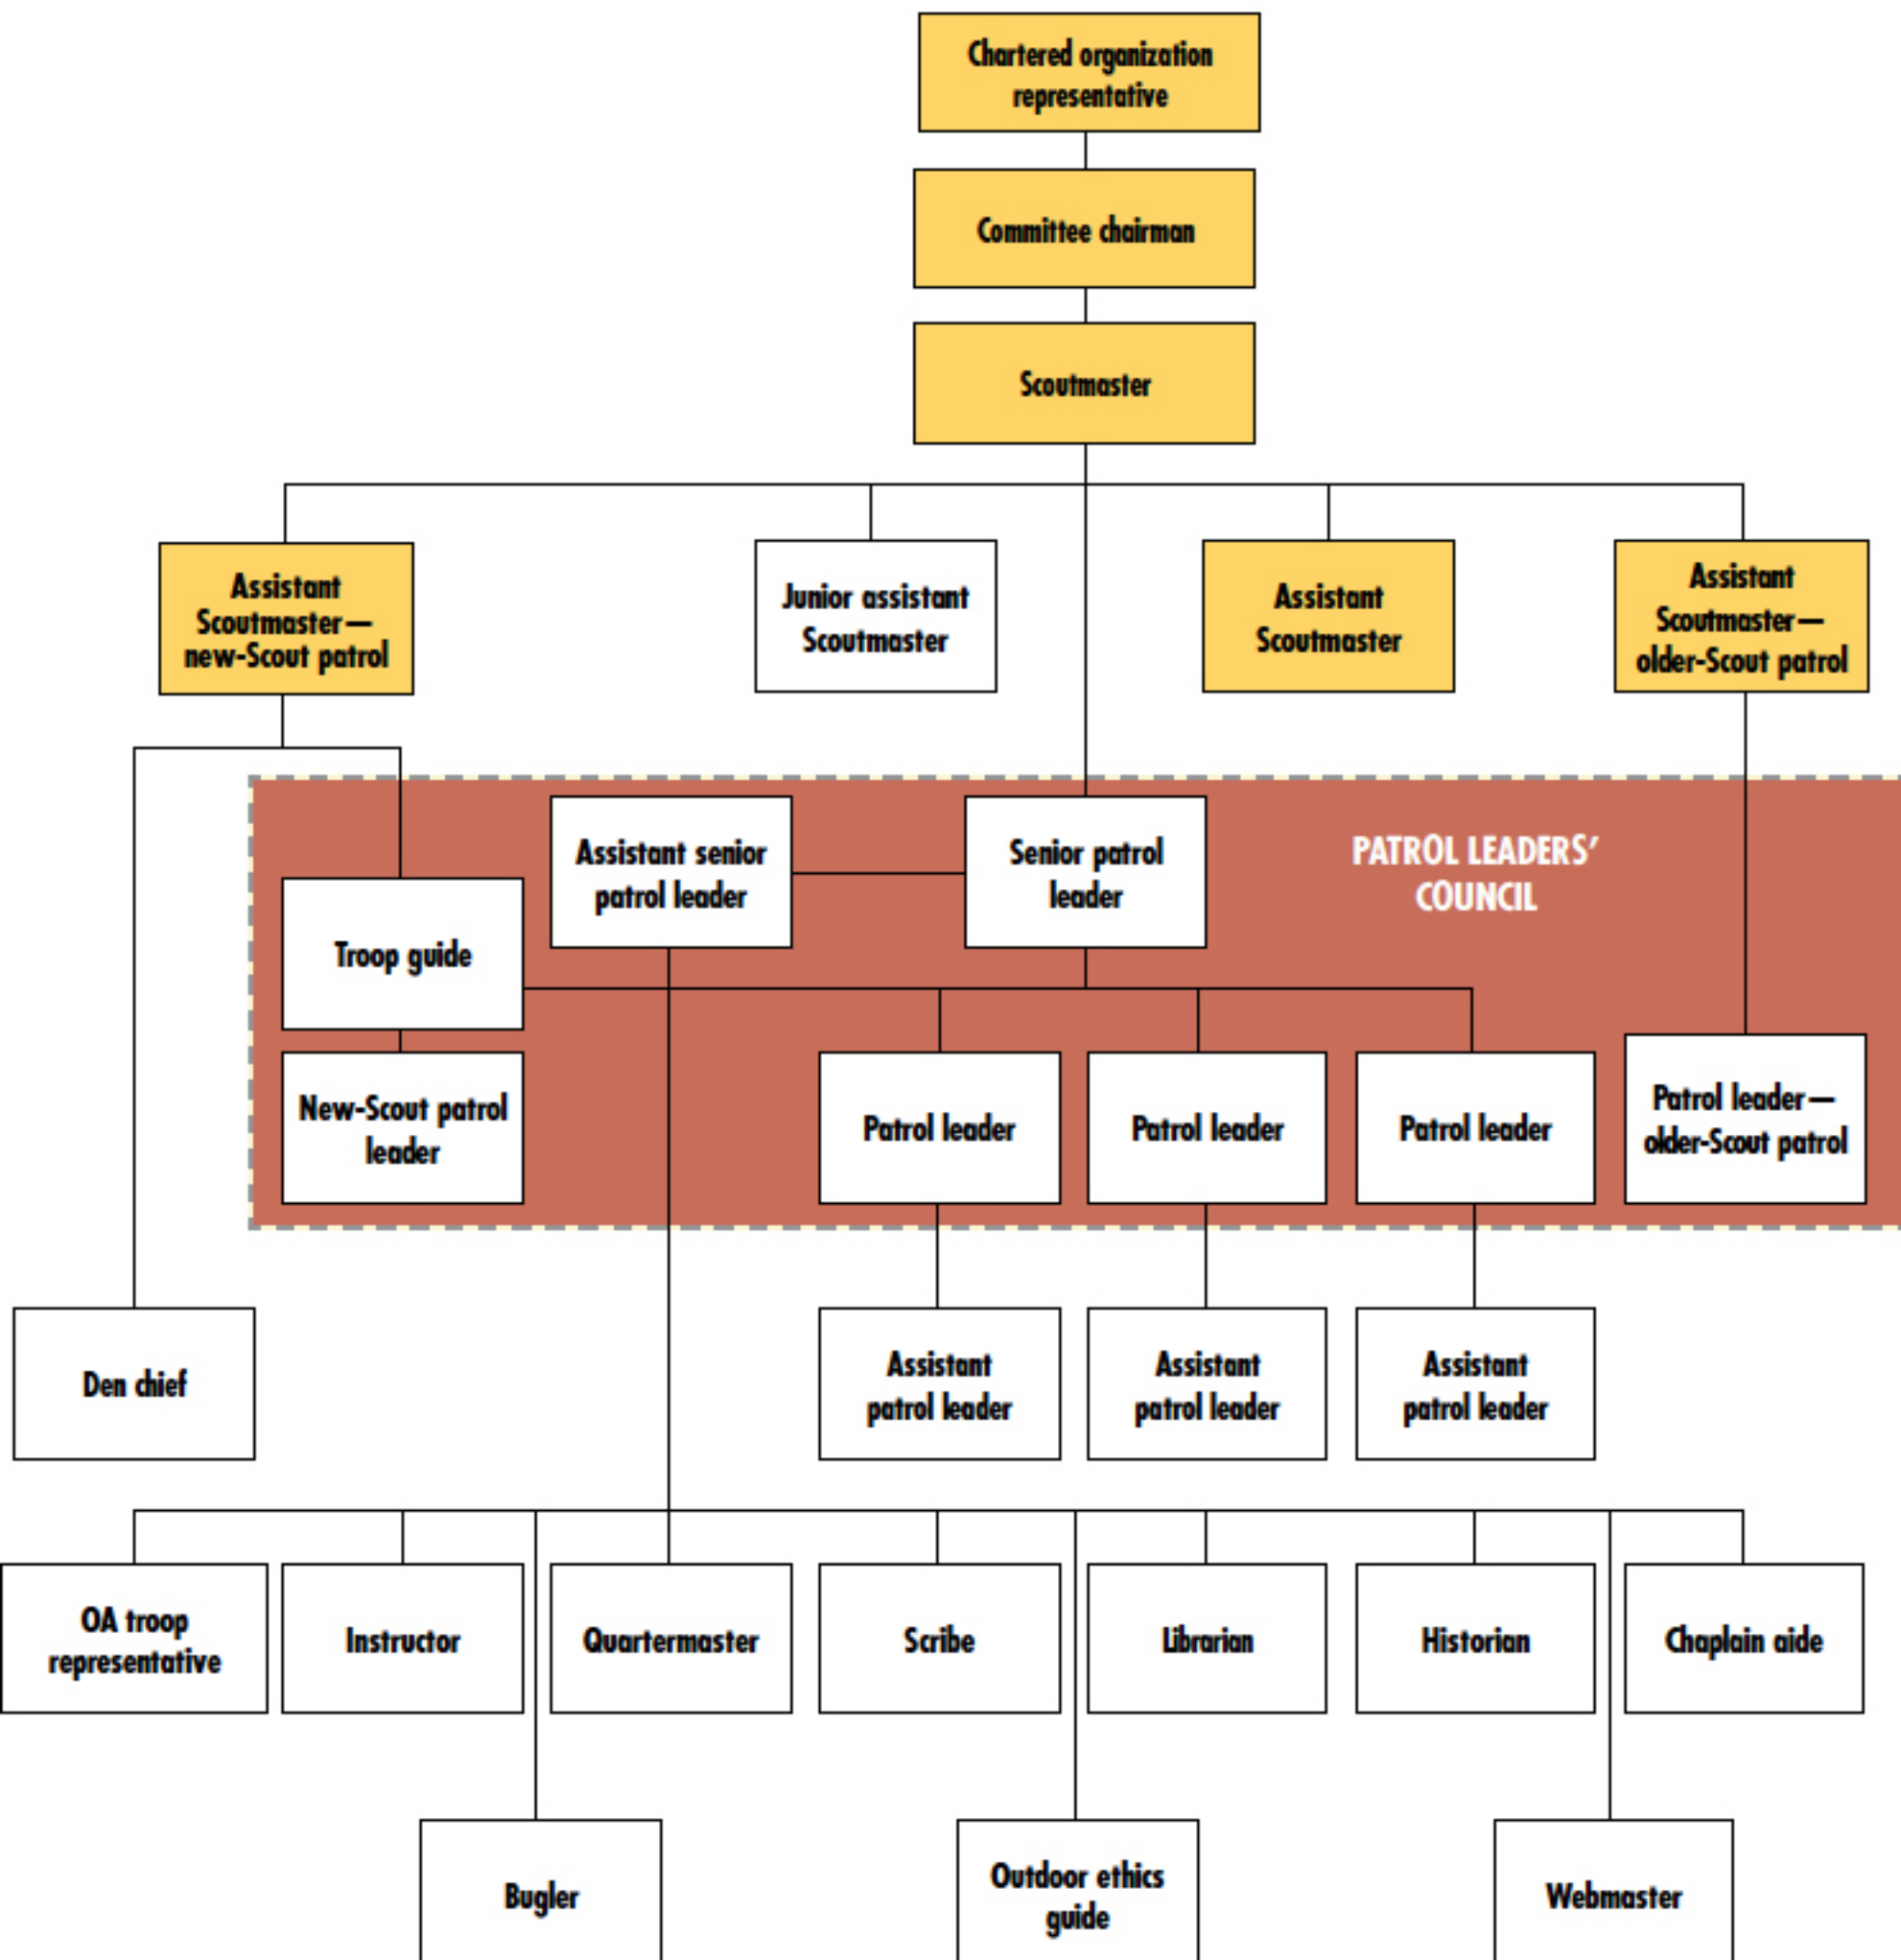 Chartered organization
representative
Committee chairman
Scoutmaster
Assistant
Scoutmaster—
new-Scout patrol
Junior assistant
Scoutmaster
Assistant
Scoutmaster
Assistant
Scoutmaster—
older-Scout patrol
Assistant senior
patrol leader
Senior patrol
leader
PATROL LEADERS’
COUNCIL
Troop guide
New-Scout patrol
leader
Patrol leader
Patrol leader
Patrol leader
Patrol leader—
older-Scout patrol
Den chief
Assistant
patrol leader
Assistant
patrol leader
Assistant
patrol leader
OA troop
representative
Instructor
Quartermaster
Scribe
Librarian
Historian
Chaplain aide
Bugler
Outdoor ethics
guide
Webmaster